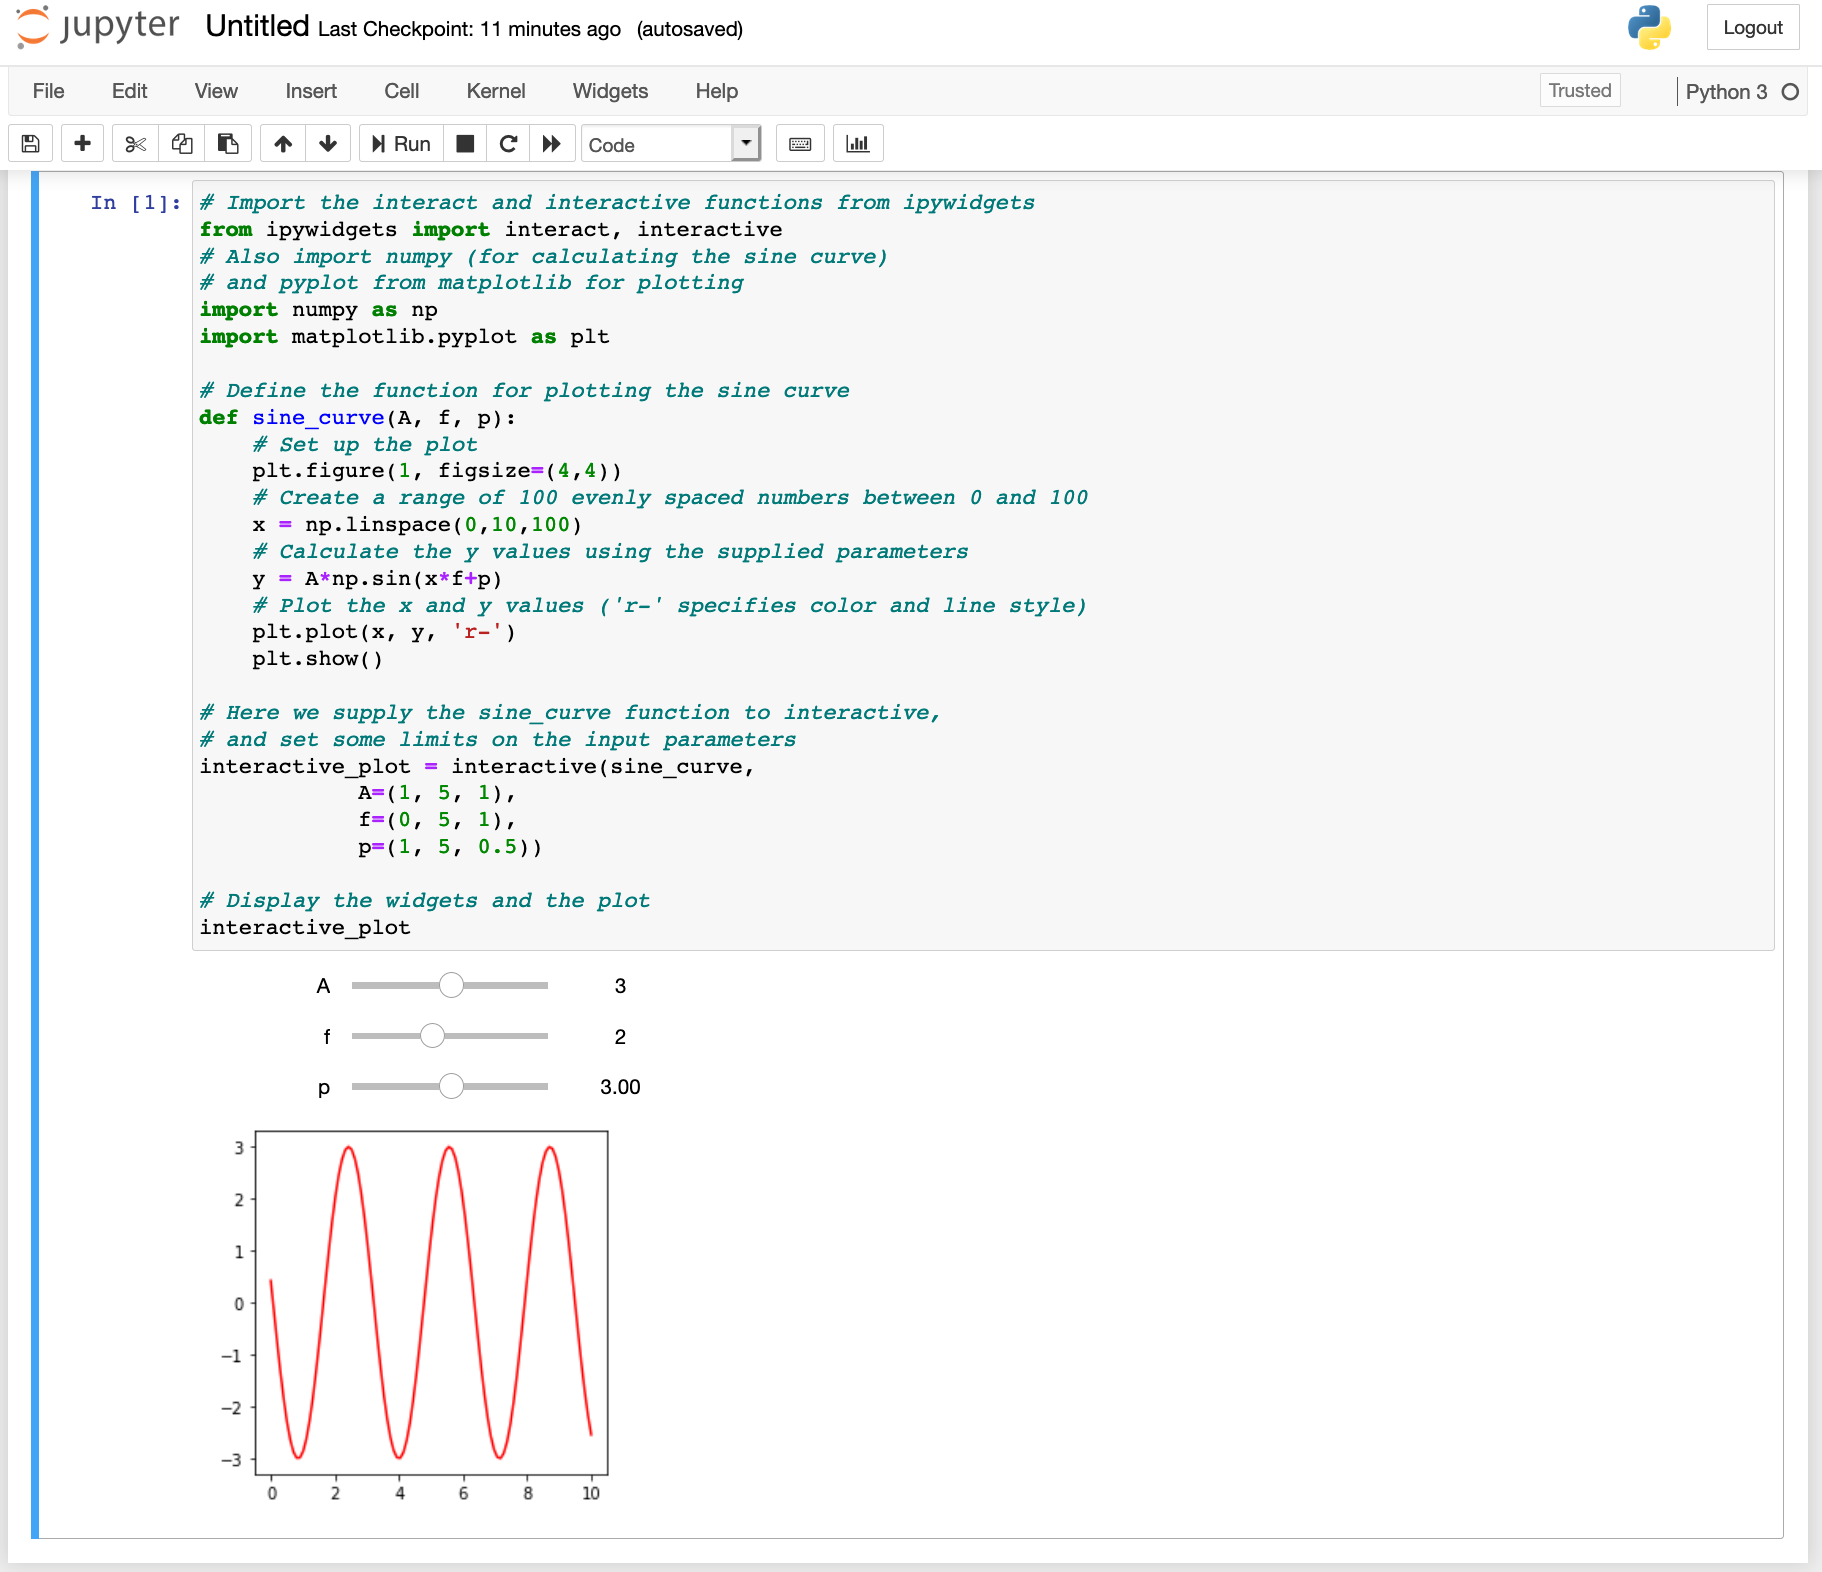 jupyter Untitled Last Checkpoint: 11 minutes ago (autosaved) Logout
File Edit View Insert Cell Kernel Widgets Help Trusted Python 3
Run Code
In [1]: # Import the interact and interactive functions from ipywidgets
from ipywidgets import interact, interactive
# Also import numpy (for calculating the sine curve)
# and pyplot from matplotlib for plotting
import numpy as np
import matplotlib.pyplot as plt
# Define the function for plotting the sine curve
def sine_curve(A, f, p):
    # Set up the plot
    plt.figure(1, figsize=(4,4))
    # Create a range of 100 evenly spaced numbers between 0 and 100
    x = np.linspace(0,10,100)
    # Calculate the y values using the supplied parameters
    y = A*np.sin(x*f+p)
    # Plot the x and y values ('r-' specifies color and line style)
    plt.plot(x, y, 'r-')
    plt.show()
# Here we supply the sine_curve function to interactive,
# and set some limits on the input parameters
interactive_plot = interactive(sine_curve,
            A=(1, 5, 1),
            f=(0, 5, 1),
            p=(1, 5, 0.5))
# Display the widgets and the plot
interactive_plot
A 3
f 2
p 3.00
3
2
1
0
−1
−2
−3
0 2 4 6 8 10